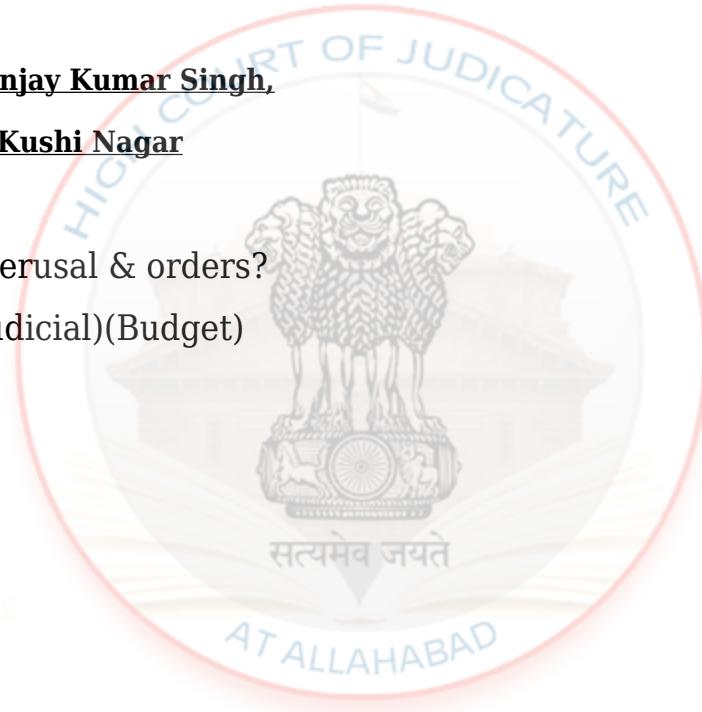 HIGH COURT OF JUDICATURE
njay Kumar Singh,
Kushi Nagar
erusal & orders?
dicial)(Budget)
सत्यमेव जयते
AT ALLAHABAD